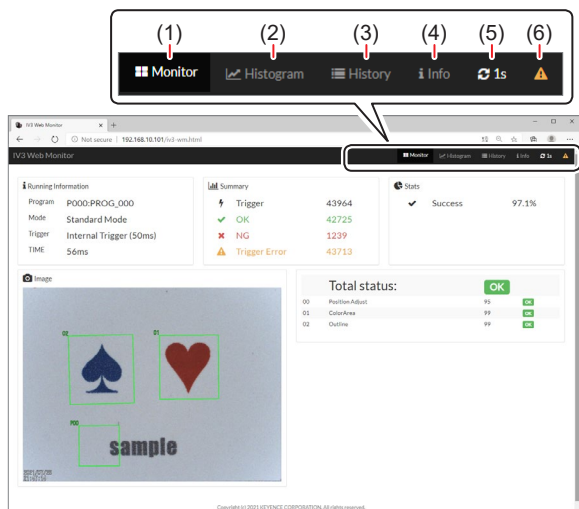 (1) (2) (3) (4) (5) (6)
Monitor Histogram History Info 1s
IV3 Web Monitor
Not secure | 192.168.10.101/iv3-wm.html
IV3 Web Monitor Monitor Histogram History Info 1s
Running Information
Program P000:PROG_000
Mode Standard Mode
Trigger Internal Trigger (50ms)
TIME 56ms
Summary
Trigger 43964
OK 42725
NG 1239
Trigger Error 43713
Stats
Success 97.1%
Image
02 01
P00
sample
Total status: OK
00 Position Adjust 95 OK
01 ColorArea 99 OK
02 Outline 99 OK
Copyright (c) 2021 KEYENCE CORPORATION. All rights reserved.